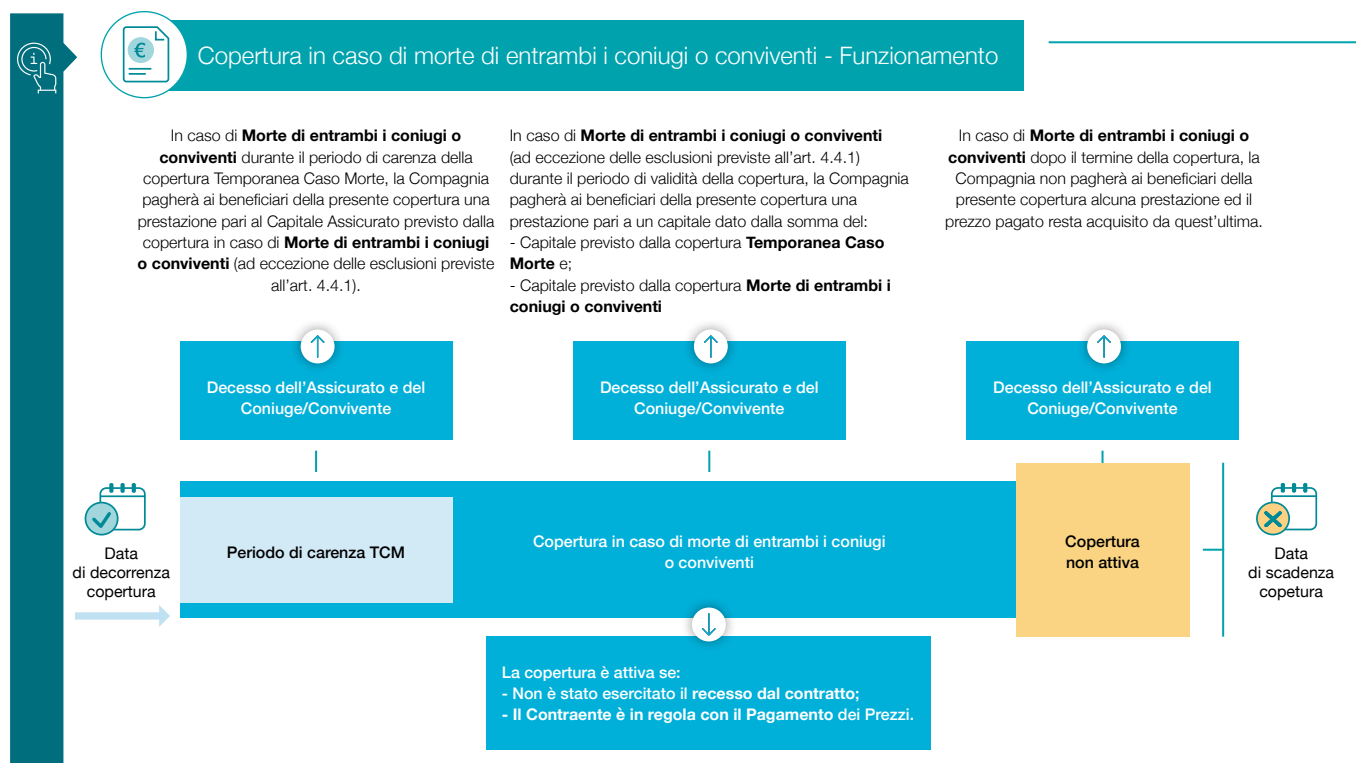 Copertura in caso di morte di entrambi i coniugi o conviventi - Funzionamento
In caso di Morte di entrambi i coniugi o
conviventi durante il periodo di carenza della
copertura Temporanea Caso Morte, la Compagnia
pagherà ai beneficiari della presente copertura una
prestazione pari al Capitale Assicurato previsto dalla
copertura in caso di Morte di entrambi i coniugi
o conviventi (ad eccezione delle esclusioni previste
all'art. 4.4.1).
In caso di Morte di entrambi i coniugi o conviventi
(ad eccezione delle esclusioni previste all'art. 4.4.1)
durante il periodo di validità della copertura, la Compagnia
pagherà ai beneficiari della presente copertura una
prestazione pari a un capitale dato dalla somma del:
- Capitale previsto dalla copertura Temporanea Caso
Morte e;
- Capitale previsto dalla copertura Morte di entrambi i
coniugi o conviventi
In caso di Morte di entrambi i coniugi o
conviventi dopo il termine della copertura, la
Compagnia non pagherà ai beneficiari della
presente copertura alcuna prestazione ed il
prezzo pagato resta acquisito da quest'ultima.
Decesso dell'Assicurato e del
Coniuge/Convivente
Decesso dell'Assicurato e del
Coniuge/Convivente
Decesso dell'Assicurato e del
Coniuge/Convivente
Data
di decorrenza
copertura
Periodo di carenza TCM
Copertura in caso di morte di entrambi i coniugi
o conviventi
Copertura
non attiva
Data
di scadenza
copetura
La copertura è attiva se:
- Non è stato esercitato il recesso dal contratto;
- Il Contraente è in regola con il Pagamento dei Prezzi.